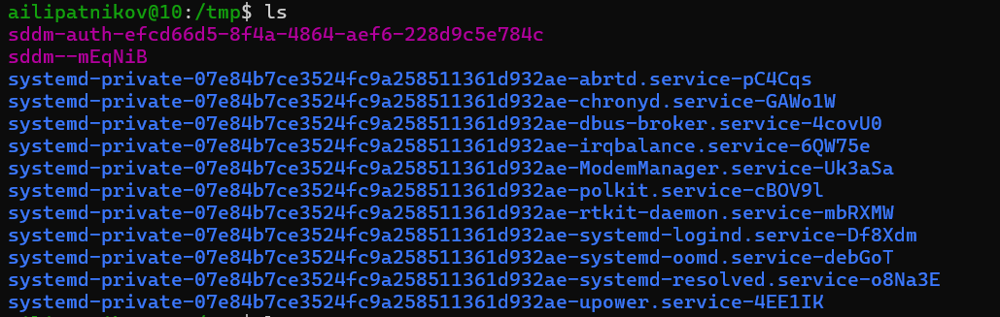 ailipatnikov@10:/tmp$ ls
sddm-auth-efcd66d5-8f4a-4864-aef6-228d9c5e784c
sddm--mEqNiB
systemd-private-07e84b7ce3524fc9a258511361d932ae-abrtd.service-pC4Cqs
systemd-private-07e84b7ce3524fc9a258511361d932ae-chronyd.service-GAWo1W
systemd-private-07e84b7ce3524fc9a258511361d932ae-dbus-broker.service-4covU0
systemd-private-07e84b7ce3524fc9a258511361d932ae-irqbalance.service-6QW75e
systemd-private-07e84b7ce3524fc9a258511361d932ae-ModemManager.service-Uk3aSa
systemd-private-07e84b7ce3524fc9a258511361d932ae-polkit.service-cBOV9l
systemd-private-07e84b7ce3524fc9a258511361d932ae-rtkit-daemon.service-mbRXMW
systemd-private-07e84b7ce3524fc9a258511361d932ae-systemd-logind.service-Df8Xdm
systemd-private-07e84b7ce3524fc9a258511361d932ae-systemd-oomd.service-debGoT
systemd-private-07e84b7ce3524fc9a258511361d932ae-systemd-resolved.service-o8Na3E
systemd-private-07e84b7ce3524fc9a258511361d932ae-upower.service-4EE1IK